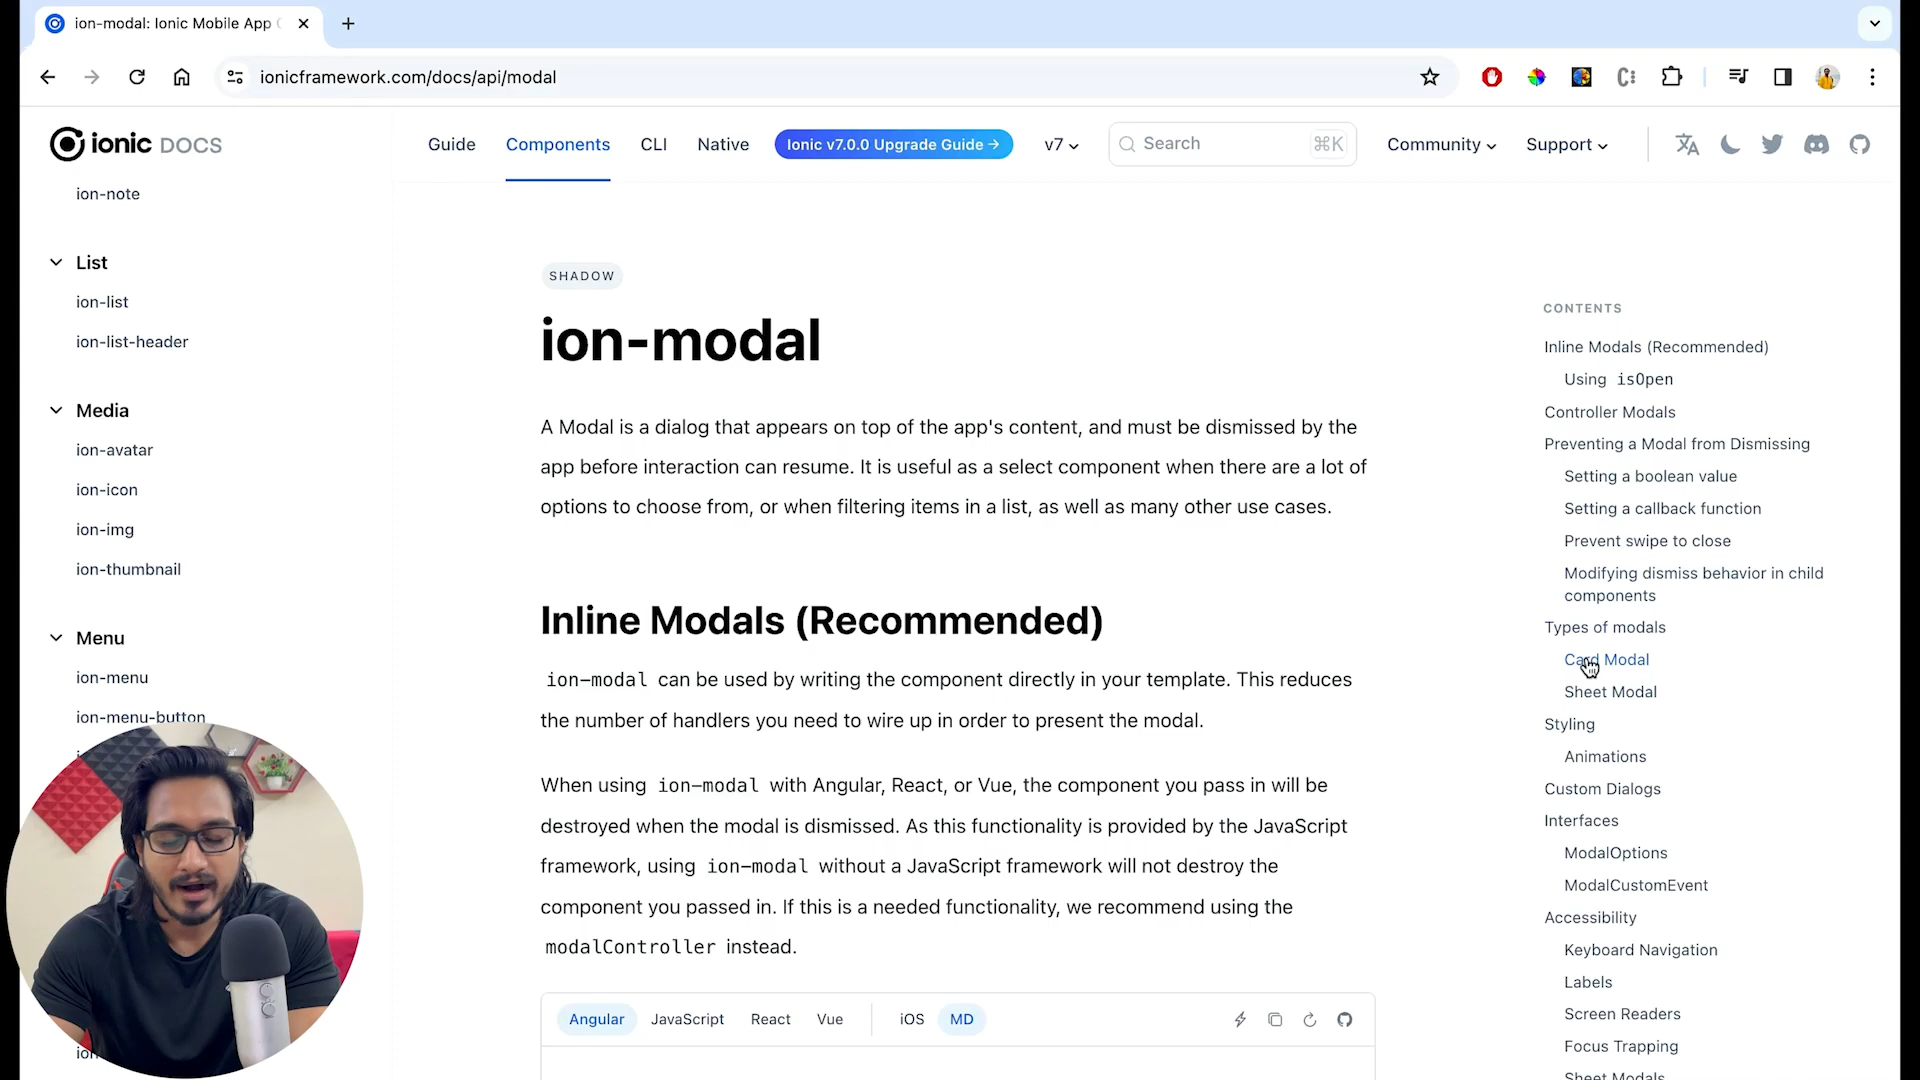 ion-modal: Ionic Mobile App
ionicframework.com/docs/api/modal
ionic DOCS
Guide
Components
CLI
Native
Ionic v7.0.0 Upgrade Guide →
v7
Search
⌘K
Community
Support
ion-note
List
ion-list
ion-list-header
Media
ion-avatar
ion-icon
ion-img
ion-thumbnail
Menu
ion-menu
ion-menu-button
SHADOW
ion-modal
A Modal is a dialog that appears on top of the app's content, and must be dismissed by the
app before interaction can resume. It is useful as a select component when there are a lot of
options to choose from, or when filtering items in a list, as well as many other use cases.
Inline Modals (Recommended)
ion-modal can be used by writing the component directly in your template. This reduces
the number of handlers you need to wire up in order to present the modal.
When using ion-modal with Angular, React, or Vue, the component you pass in will be
destroyed when the modal is dismissed. As this functionality is provided by the JavaScript
framework, using ion-modal without a JavaScript framework will not destroy the
component you passed in. If this is a needed functionality, we recommend using the
modalController instead.
Angular
JavaScript
React
Vue
iOS
MD
CONTENTS
Inline Modals (Recommended)
Using isOpen
Controller Modals
Preventing a Modal from Dismissing
Setting a boolean value
Setting a callback function
Prevent swipe to close
Modifying dismiss behavior in child
components
Types of modals
Card Modal
Sheet Modal
Styling
Animations
Custom Dialogs
Interfaces
ModalOptions
ModalCustomEvent
Accessibility
Keyboard Navigation
Labels
Screen Readers
Focus Trapping
Sheet Modals